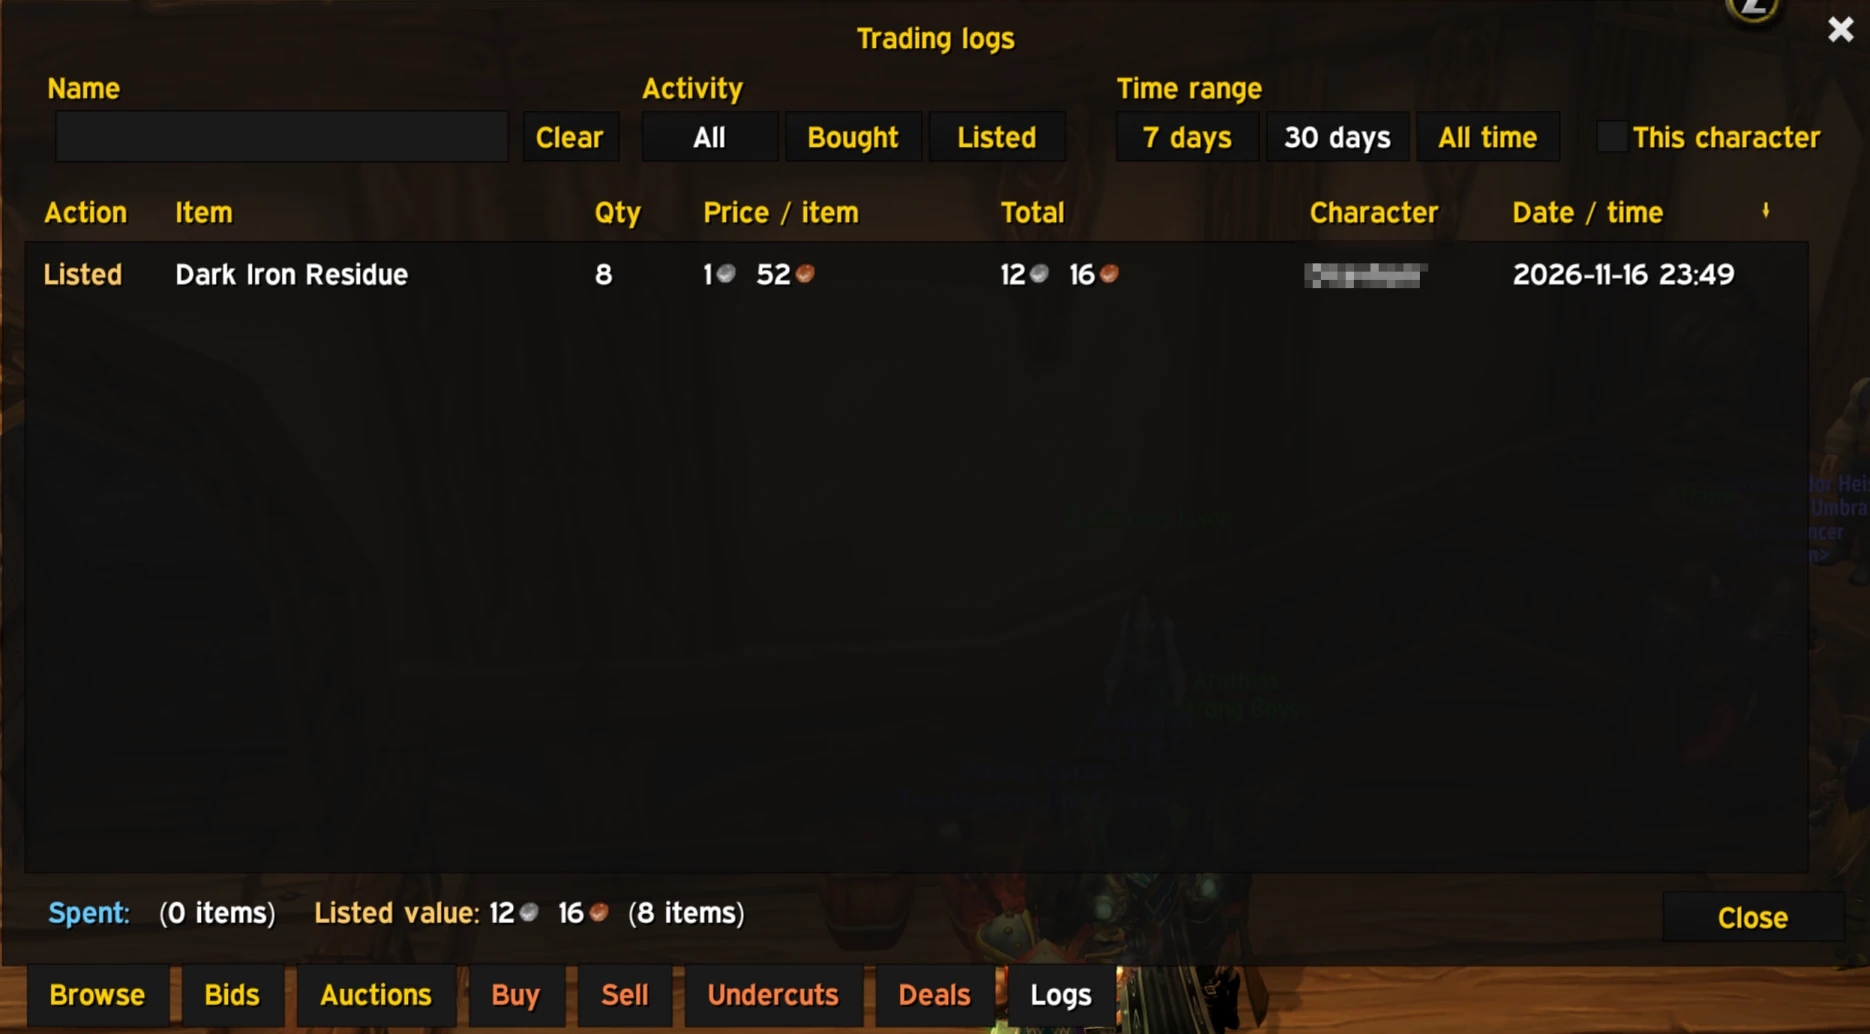 Trading logs
Name
Activity
Time range
Clear
All
Bought
Listed
7 days
30 days
All time
This character
Action Item Qty Price / item Total Character Date / time
Listed Dark Iron Residue 8 1 52 12 16 2026-11-16 23:49
Spent: (0 items) Listed value: 12 16 (8 items)
Close
Browse Bids Auctions Buy Sell Undercuts Deals Logs